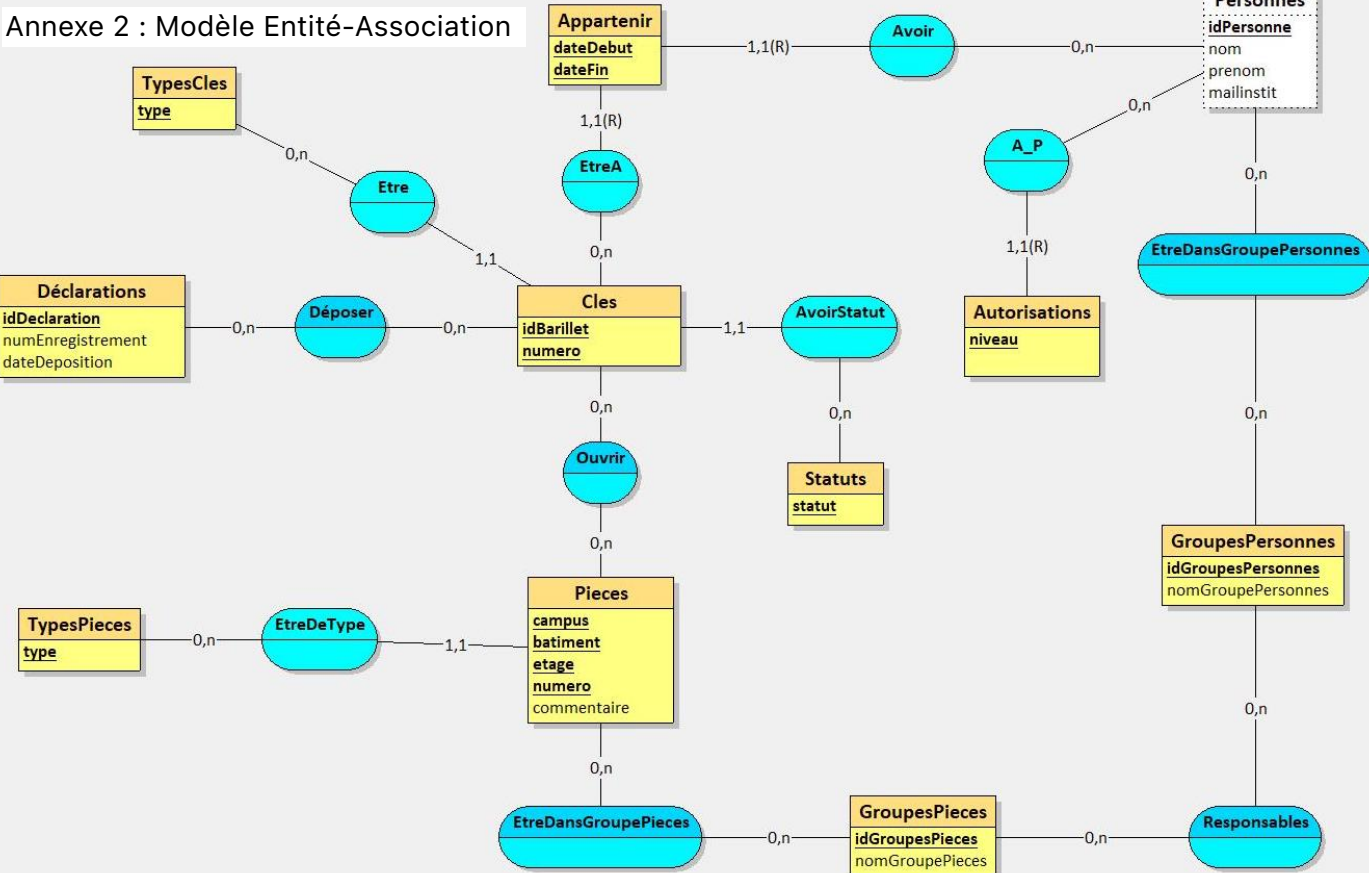 Annexe 2 : Modèle Entité-Association
Appartenir
dateDebut
dateFin
1,1(R)
Avoir
0,n
Personnes
idPersonne
nom
prenom
mailinstit
TypesCles
type
0,n
Etre
1,1
1,1(R)
EtreA
0,n
0,n
A_P
1,1(R)
Autorisations
niveau
0,n
EtreDansGroupePersonnes
0,n
Déclarations
idDeclaration
numEnregistrement
dateDeposition
0,n
Déposer
0,n
Cles
idBarillet
numero
1,1
AvoirStatut
0,n
Statuts
statut
0,n
Ouvrir
0,n
GroupesPersonnes
idGroupesPersonnes
nomGroupePersonnes
TypesPieces
type
0,n
EtreDeType
1,1
Pieces
campus
batiment
etage
numero
commentaire
0,n
0,n
EtreDansGroupePieces
0,n
GroupesPieces
idGroupesPieces
nomGroupePieces
0,n
Responsables